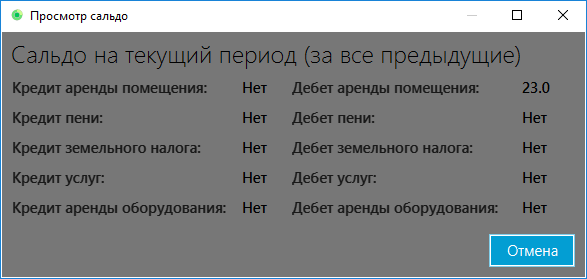 Просмотр сальдо
Сальдо на текущий период (за все предыдущие)
Кредит аренды помещения: Нет Дебет аренды помещения: 23.0
Кредит пени: Нет Дебет пени: Нет
Кредит земельного налога: Нет Дебет земельного налога: Нет
Кредит услуг: Нет Дебет услуг: Нет
Кредит аренды оборудования: Нет Дебет аренды оборудования: Нет
Отмена